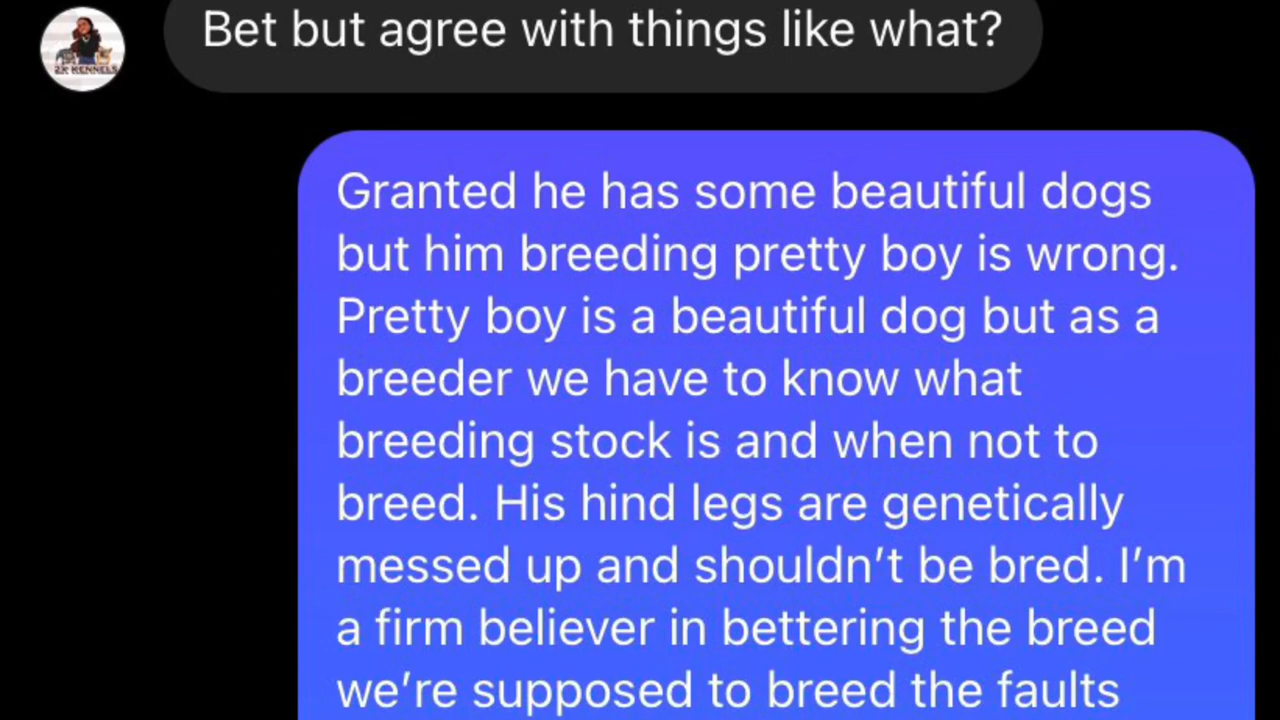 Bet but agree with things like what?
2K KENNELS
Granted he has some beautiful dogs
but him breeding pretty boy is wrong.
Pretty boy is a beautiful dog but as a
breeder we have to know what
breeding stock is and when not to
breed. His hind legs are genetically
messed up and shouldn’t be bred. I’m
a firm believer in bettering the breed
we’re supposed to breed the faults